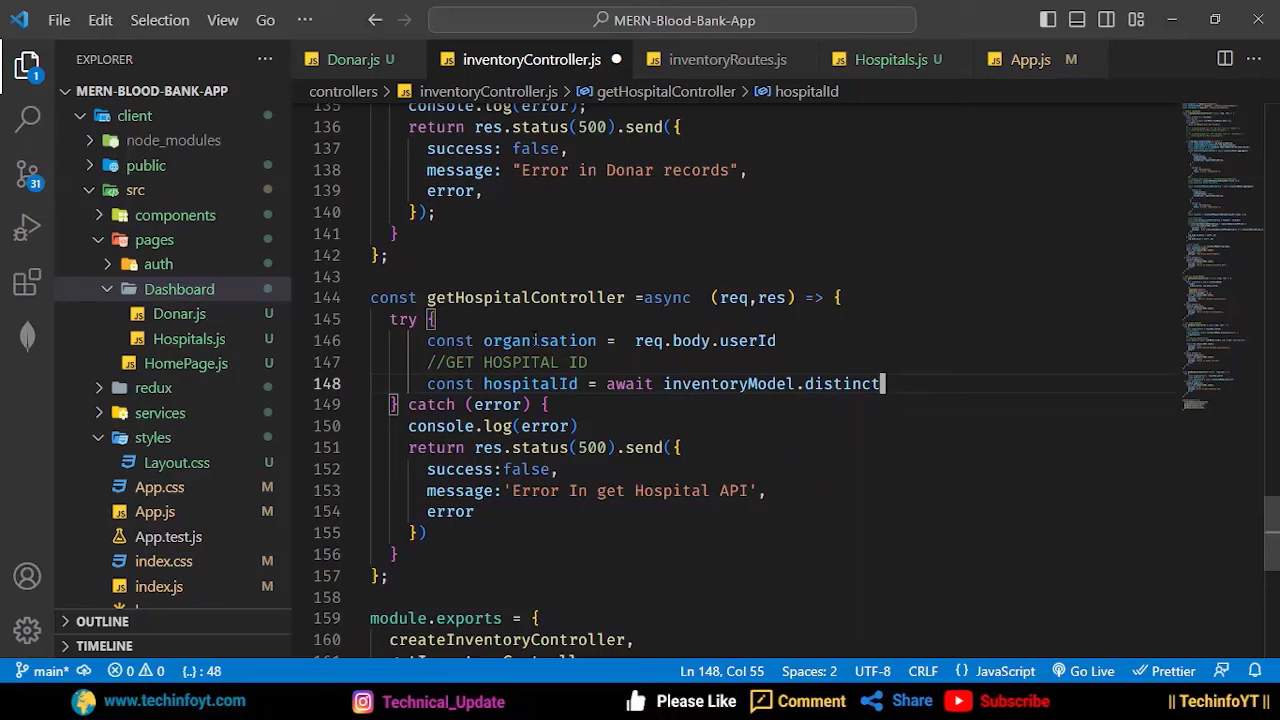 File Edit Selection View Go ··· MERN-Blood-Bank-App
EXPLORER
Donar.js U
inventoryController.js
inventoryRoutes.js
Hospitals.js U
App.js M
1
31
MERN-BLOOD-BANK-APP
client
node_modules
public
src
components
pages
auth
Dashboard
Donar.js U
Hospitals.js U
HomePage.js U
redux
services
styles
Layout.css U
App.css M
App.js M
App.test.js
index.css M
index.js M
OUTLINE
TIMELINE
controllers > inventoryController.js > getHospitalController > hospitalId
135 console.log(error);
136 return res.status(500).send({
137 success: false,
138 message: "Error in Donar records",
139 error,
140 });
141 }
142 };
143
144 const getHospitalController =async (req,res) => {
145 try {
146 const organisation = req.body.userId
147 //GET HOSPITAL ID
148 const hospitalId = await inventoryModel.distinct
149 } catch (error) {
150 console.log(error)
151 return res.status(500).send({
152 success:false,
153 message:'Error In get Hospital API',
154 error
155 })
156 }
157 };
158
159 module.exports = {
160 createInventoryController,
main* 0 0 {..} : 48 Ln 148, Col 55 Spaces: 2 UTF-8 CRLF {} JavaScript Go Live Prettier
www.techinfoyt.com Technical_Update Please Like Comment Share Subscribe || TechinfoYT ||